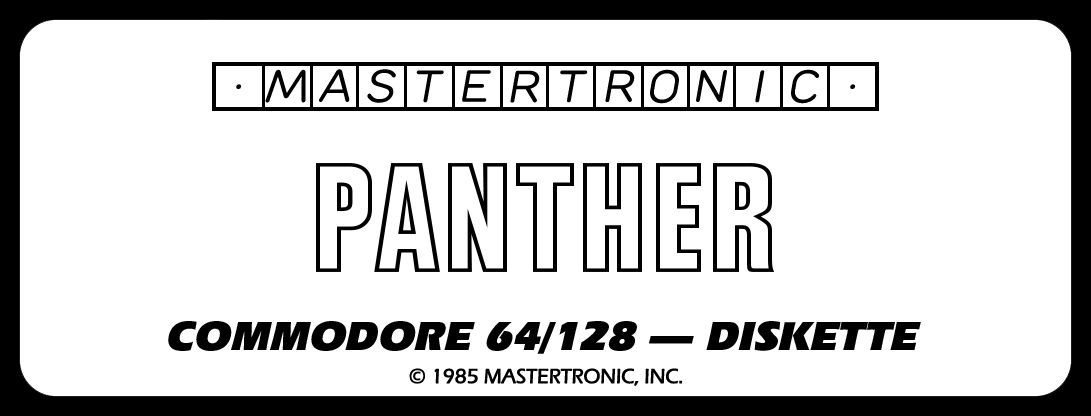 · MASTERTRONIC ·
PANTHER
COMMODORE 64/128 — DISKETTE
© 1985 MASTERTRONIC, INC.